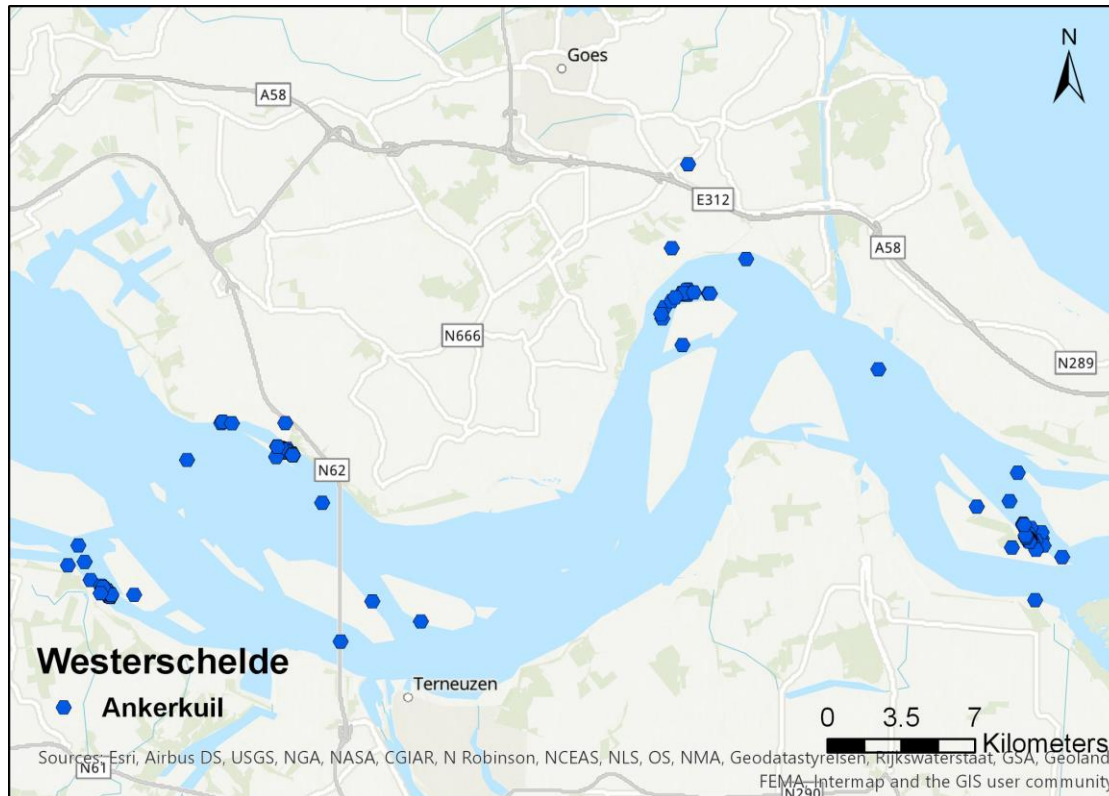 N
Goes
A58
E312
A58
N666
N289
N62
Westerschelde
Ankerkuil
Terneuzen
0 3.5 7
Kilometers
Sources: Esri, Airbus DS, USGS, NGA, NASA, CGIAR, N Robinson, NCEAS, NLS, OS, NMA, Geodatastyrelsen, Rijkswaterstaat, GSA, Geoland
N61
FEMA, Intermap and the GIS user community
N290